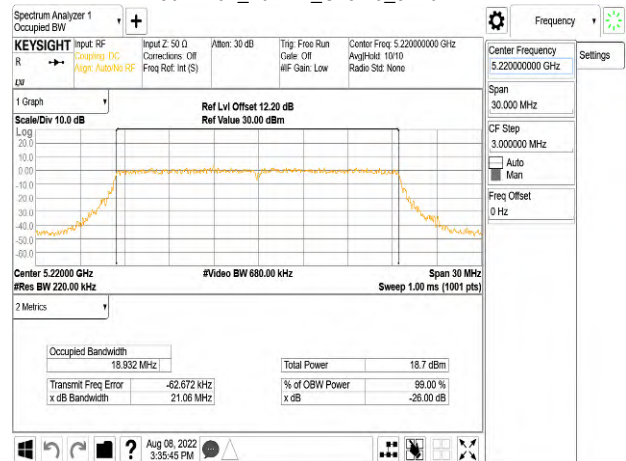 Spectrum Analyzer 1
Occupied BW
KEYSIGHT
R
Input: RF
Coupling: DC
Align: Auto/No RF
Input Z: 50 Ω
Corrections: Off
Freq Ref: Int (S)
Atten: 30 dB
Trig: Free Run
Gate: Off
#IF Gain: Low
Center Freq: 5.220000000 GHz
Avg|Hold: 10/10
Radio Std: None
Frequency
Center Frequency
5.220000000 GHz
Settings
Span
30.000 MHz
CF Step
3.000000 MHz
Auto
Man
Freq Offset
0 Hz
1 Graph
Scale/Div 10.0 dB
Ref Lvl Offset 12.20 dB
Ref Value 30.00 dBm
Log
20.0
10.0
0.00
-10.0
-20.0
-30.0
-40.0
-50.0
-60.0
Center 5.22000 GHz
#Res BW 220.00 kHz
#Video BW 680.00 kHz
Span 30 MHz
Sweep 1.00 ms (1001 pts)
2 Metrics
Occupied Bandwidth
18.932 MHz
Transmit Freq Error -62.672 kHz
x dB Bandwidth 21.06 MHz
Total Power 18.7 dBm
% of OBW Power 99.00 %
x dB -26.00 dB
?
Aug 08, 2022
3:35:45 PM